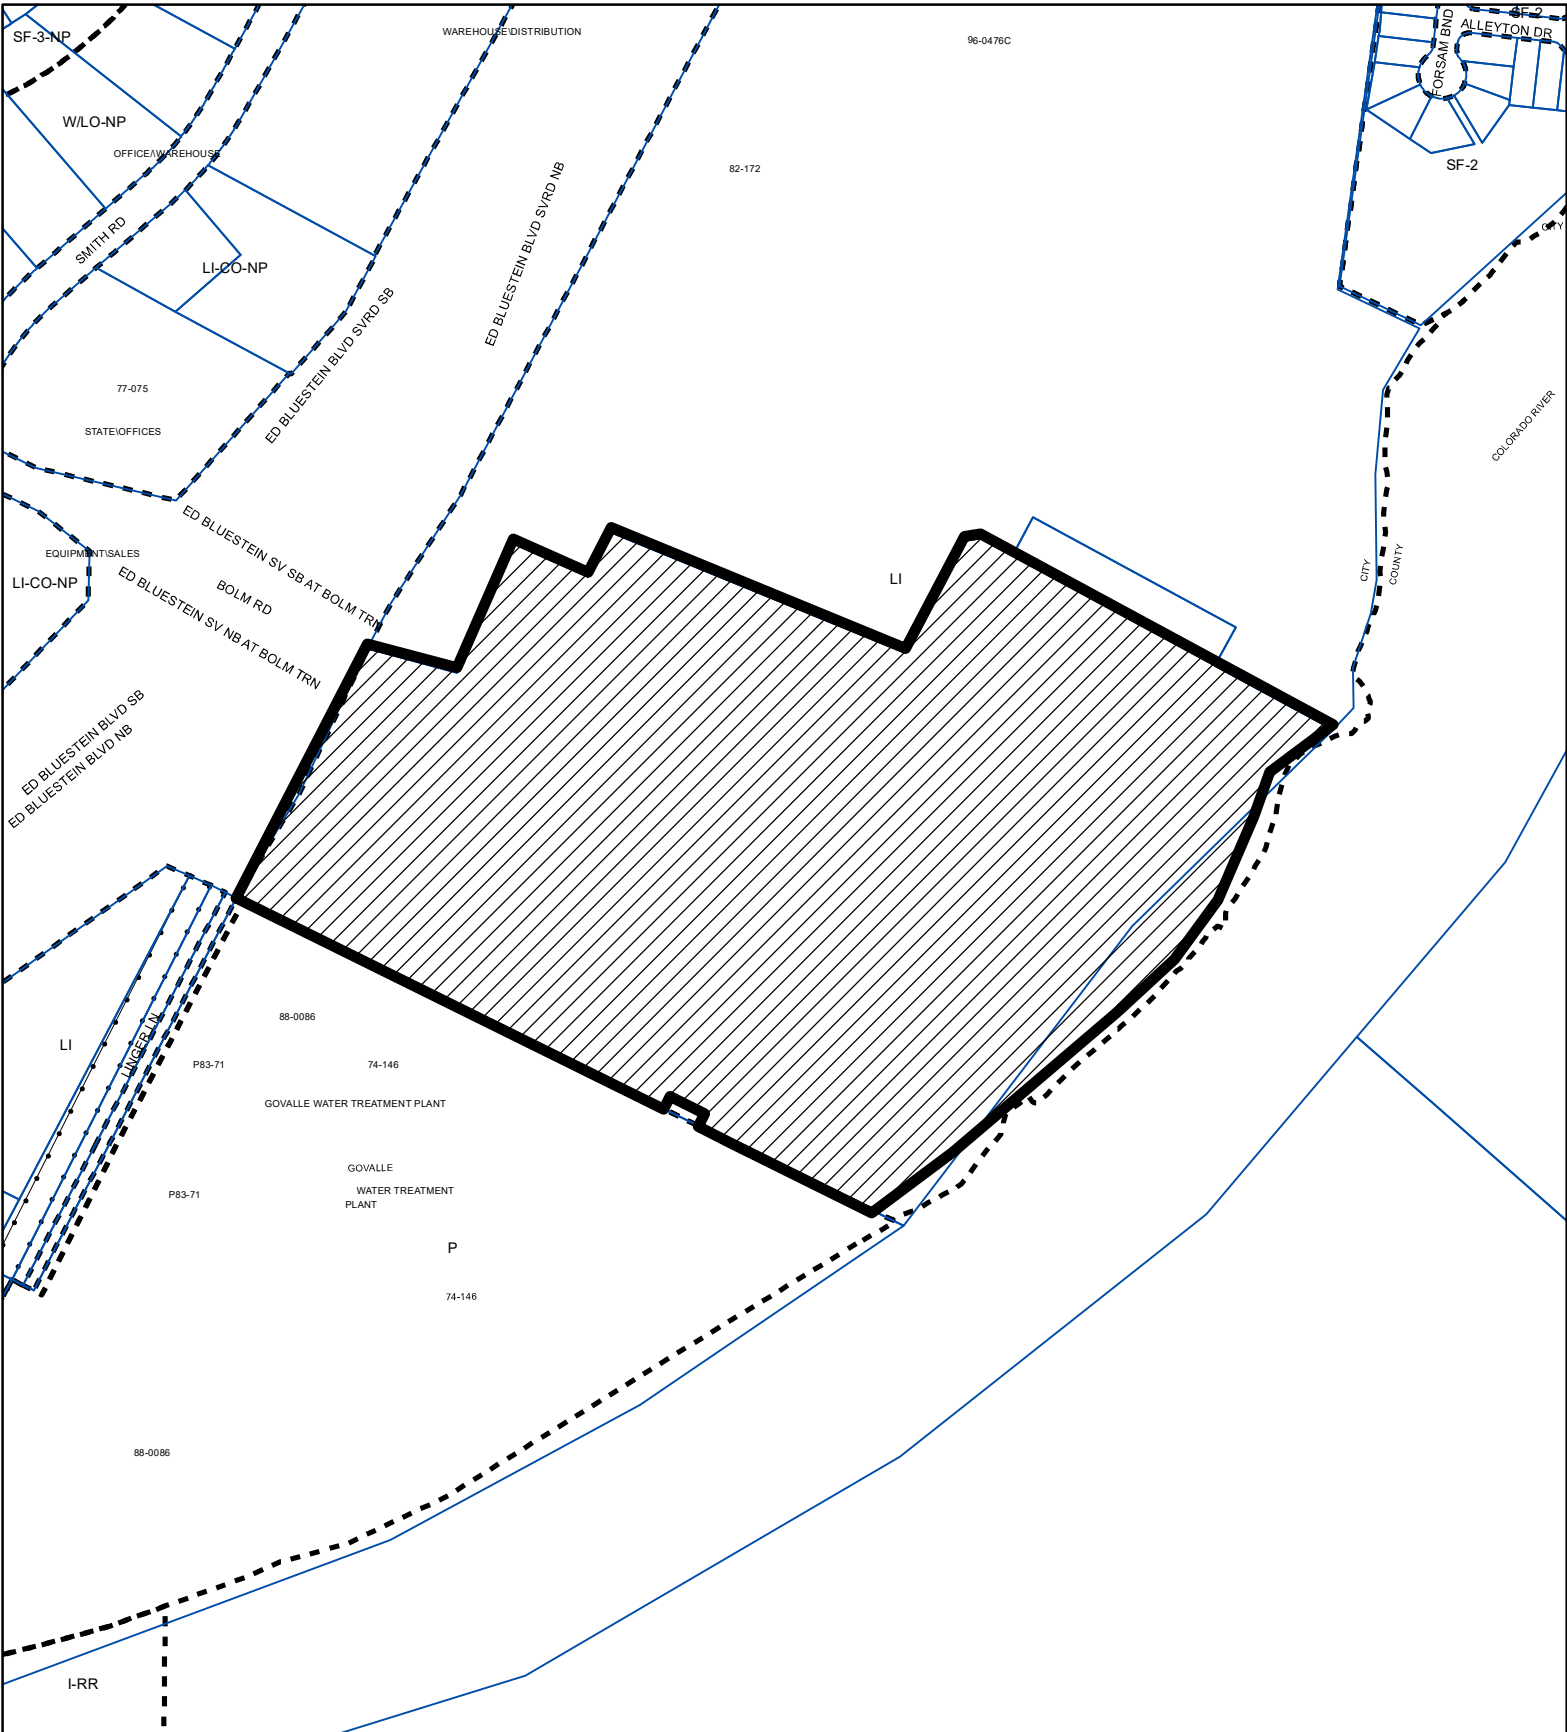 SF-3-NP
WAREHOUSE\DISTRIBUTION
96-0476C
SF-2
ALLEYTON DR
FORSAM BND
W/LO-NP
OFFICE/\WAREHOUSE
82-172
SF-2
SMITH RD
ED BLUESTEIN BLVD SVRD NB
CITY
LI-CO-NP
ED BLUESTEIN BLVD SVRD SB
77-075
STATE\OFFICES
COLORADO RIVER
ED BLUESTEIN SV SB AT BOLM TRN
EQUIPMENT\SALES
LI-CO-NP
BOLM RD
ED BLUESTEIN SV NB AT BOLM TRN
LI
CITY
COUNTY
ED BLUESTEIN BLVD SB
ED BLUESTEIN BLVD NB
88-0086
LI
LINGER LN
P83-71
74-146
GOVALLE WATER TREATMENT PLANT
GOVALLE
WATER TREATMENT
PLANT
P83-71
P
74-146
88-0086
I-RR